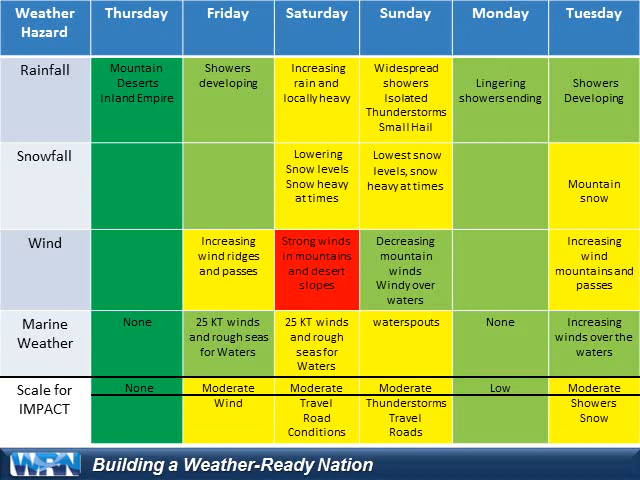 Weather Hazard Thursday Friday Saturday Sunday Monday Tuesday
Rainfall
Mountain
Deserts
Inland Empire
Showers
developing
Increasing
rain and
locally heavy
Widespread
showers
Isolated
Thunderstorms
Small Hail
Lingering
showers ending
Showers
Developing
Snowfall
Lowering
Snow levels
Snow heavy
at times
Lowest snow
levels, snow
heavy at times
Mountain
snow
Wind
Increasing
wind ridges
and passes
Strong winds
in mountains
and desert
slopes
Decreasing
mountain
winds
Windy over
waters
Increasing
wind
mountains and
passes
Marine
Weather
None
25 KT winds
and rough seas
for Waters
25 KT winds
and rough
seas for
Waters
waterspouts
None
Increasing
winds over the
waters
Scale for
IMPACT
None
Moderate
Wind
Moderate
Travel
Road
Conditions
Moderate
Thunderstorms
Travel
Roads
Low
Moderate
Showers
Snow
WRN
Building a Weather-Ready Nation